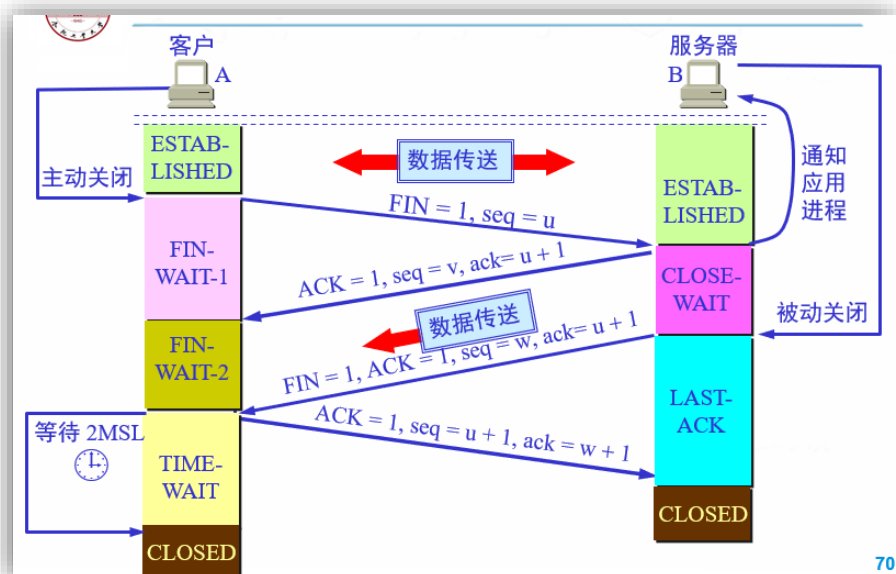 客户
服务器
A
B
ESTAB-
LISHED
数据传送
通知
应用
进程
主动关闭
ESTAB-
LISHED
FIN = 1, seq = u
FIN-
WAIT-1
ACK = 1, seq = v, ack= u + 1
CLOSE-
WAIT
数据传送
被动关闭
FIN-
WAIT-2
FIN = 1, ACK = 1, seq = w, ack= u + 1
LAST-
ACK
ACK = 1, seq = u + 1, ack = w + 1
等待 2MSL
TIME-
WAIT
CLOSED
CLOSED
70